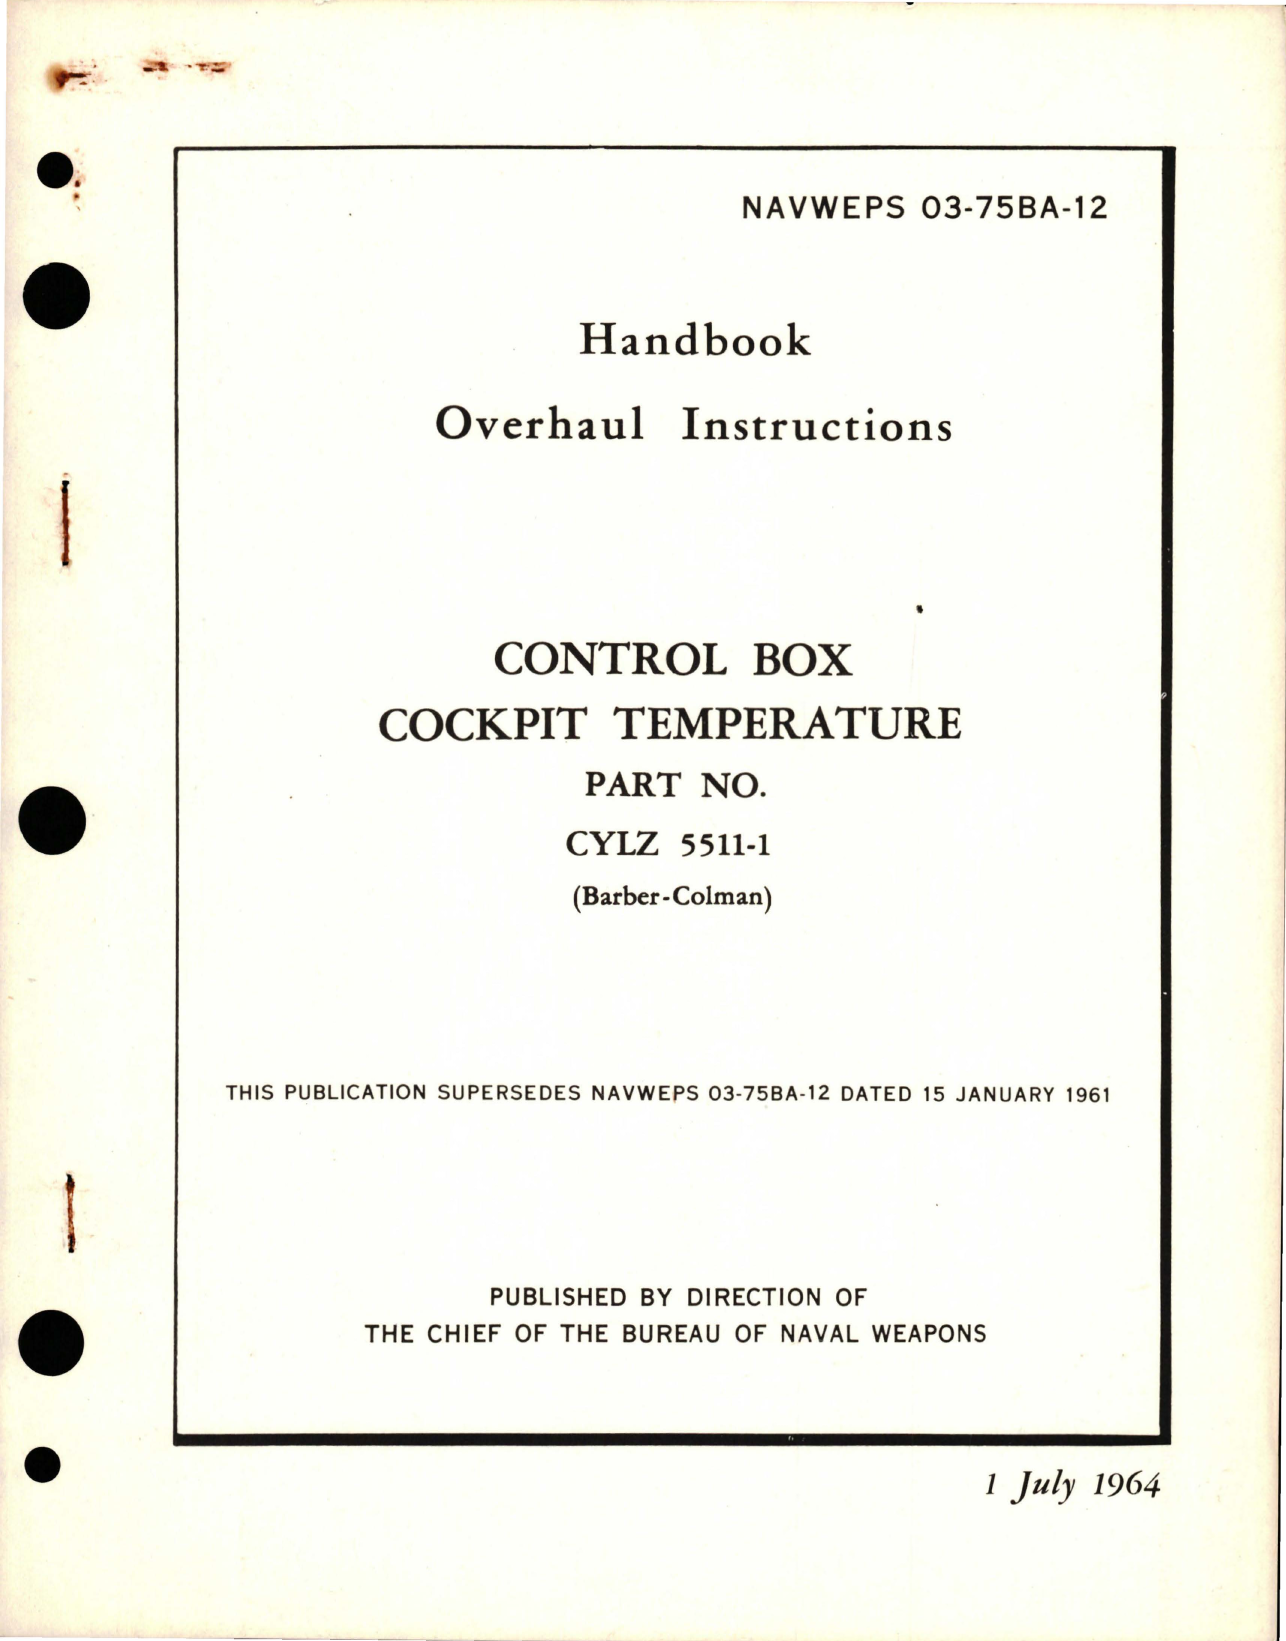 NAVWEPS 03-75BA-12
Handbook
Overhaul Instructions
CONTROL BOX
COCKPIT TEMPERATURE
PART NO.
CYLZ 5511-1
(Barber-Colman)
THIS PUBLICATION SUPERSEDES NAVWEPS 03-75BA-12 DATED 15 JANUARY 1961
PUBLISHED BY DIRECTION OF
THE CHIEF OF THE BUREAU OF NAVAL WEAPONS
1 July 1964